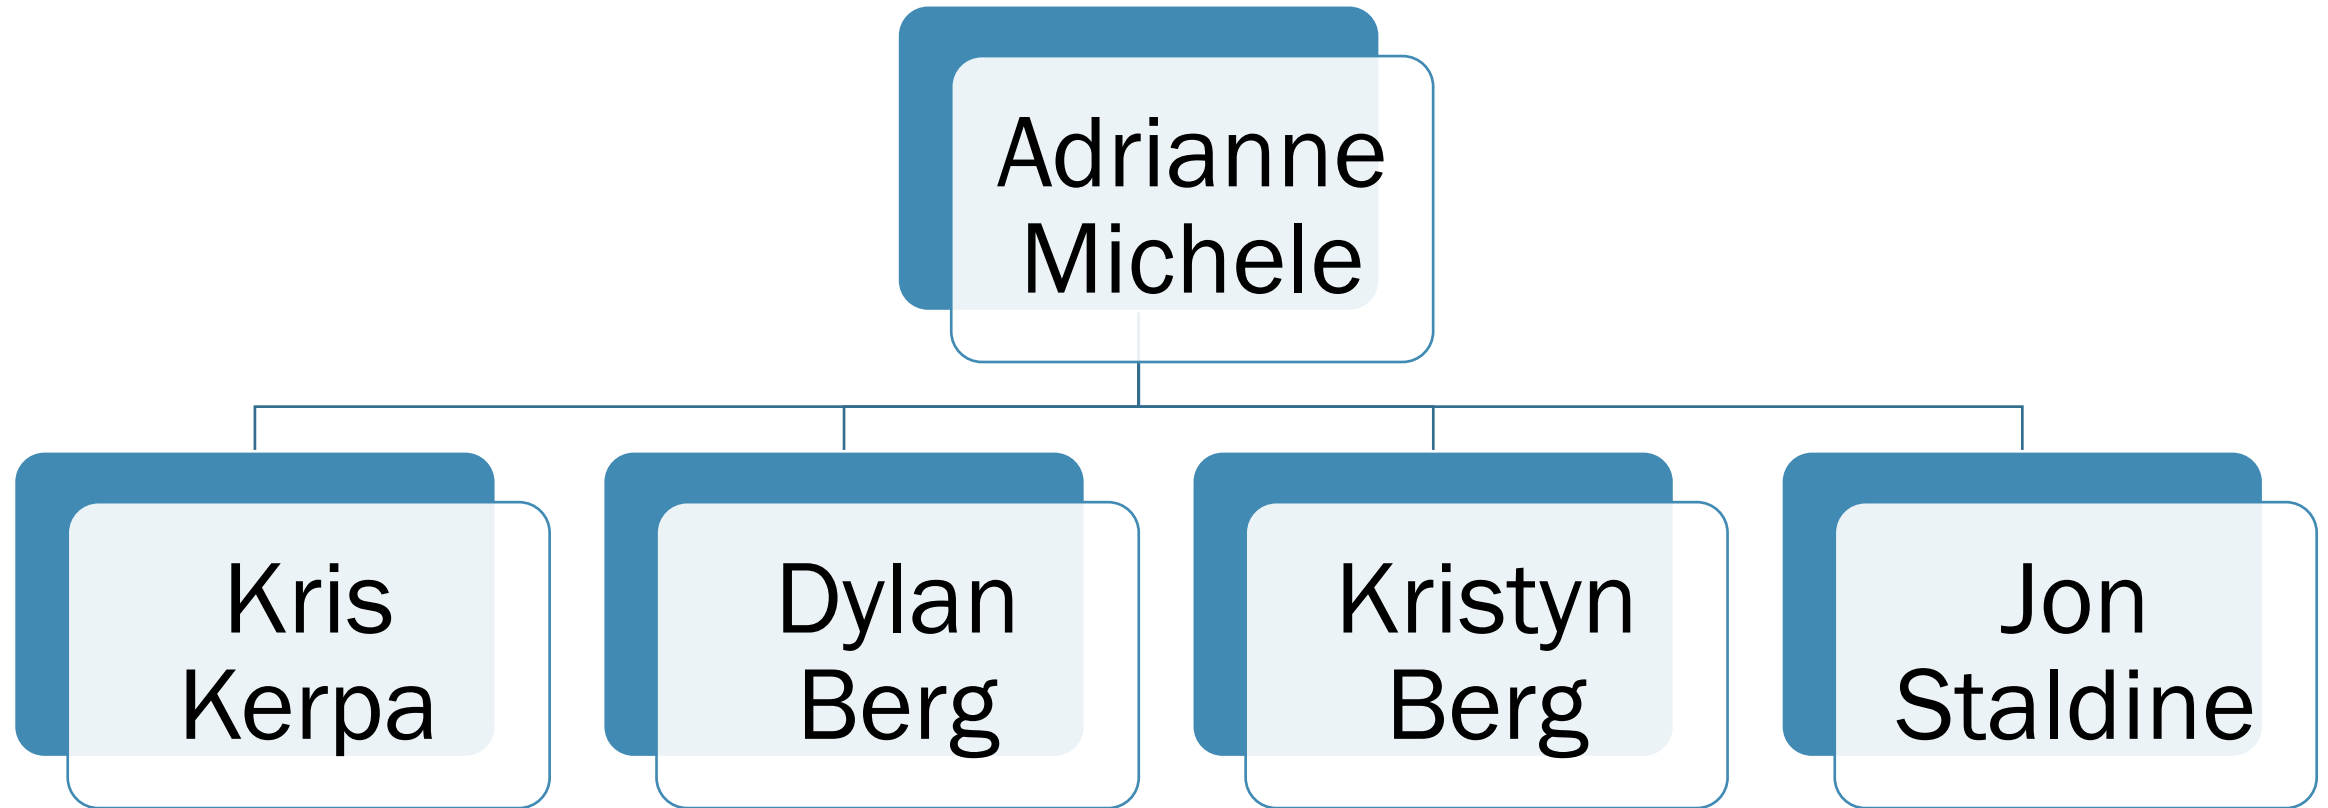 Adrianne
Michele
Kris
Kerpa
Dylan
Berg
Kristyn
Berg
Jon
Staldine